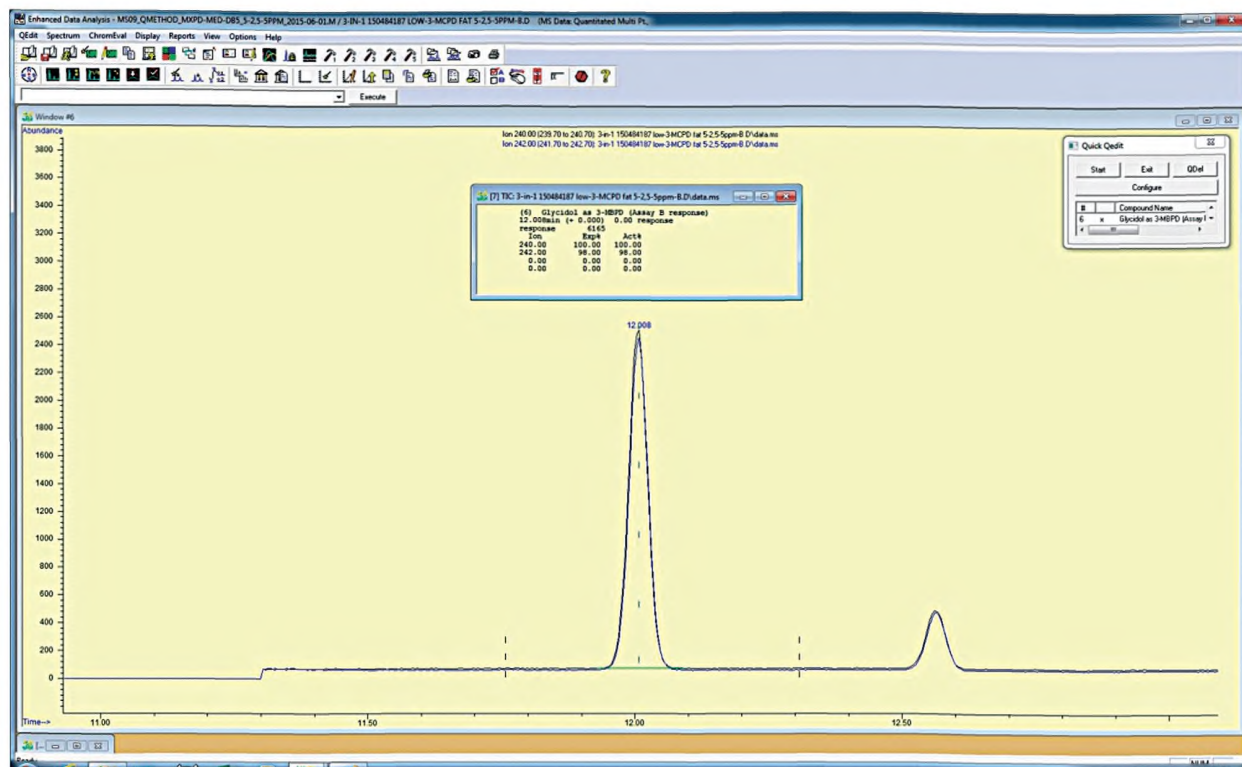 Enhanced Data Analysis - MS09_QMETHOD_MXPD-MED-DB5_5-2,5-5PPM_2015-06-01.M / 3-IN-1 150484187 LOW-3-MCPD FAT 5-2,5-5PPM-B.D (MS Data: Quantitated Multi Pt.,
QEdit Spectrum ChromEval Display Reports View Options Help
Execute
Window #6
Abundance
Ion 240.00 (239.70 to 240.70): 3-in-1 150484187 low-3-MCPD fat 5-2,5-5ppm-B.D\data.ms
Ion 242.00 (241.70 to 242.70): 3-in-1 150484187 low-3-MCPD fat 5-2,5-5ppm-B.D\data.ms
Quick Qedit
Start Exit QDel
Configure
# Compound Name
6 x Glycidol as 3-MBPD (Assay
[7] TIC: 3-in-1 150484187 low-3-MCPD fat 5-2,5-5ppm-B.D\data.ms
(6) Glycidol as 3-MBPD (Assay B response)
12.008min (+ 0.000) 0.00 response
response 6165
Ion Exp% Act%
240.00 100.00 100.00
242.00 98.00 98.00
0.00 0.00 0.00
0.00 0.00 0.00
12.008
3800
3600
3400
3200
3000
2800
2600
2400
2200
2000
1800
1600
1400
1200
1000
800
600
400
200
0
Time-->
11.00 11.50 12.00 12.50
NUM